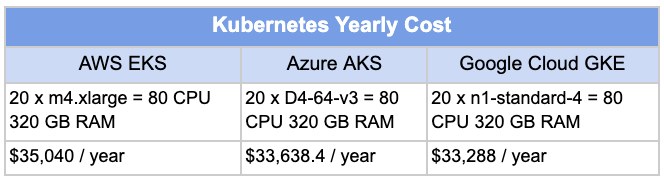 Kubernetes Yearly Cost
AWS EKS
Azure AKS
Google Cloud GKE
20 x m4.xlarge = 80 CPU
320 GB RAM
20 x D4-64-v3 = 80
CPU 320 GB RAM
20 x n1-standard-4 = 80
CPU 320 GB RAM
$35,040 / year
$33,638.4 / year
$33,288 / year